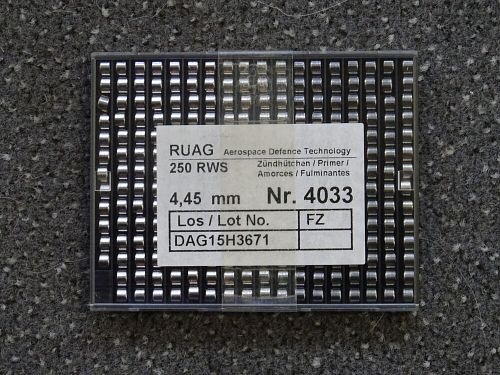 RUAG Aerospace Defence Technology
250 RWS Zündhütchen / Primer /
Amorces / Fulminantes
4,45 mm Nr. 4033
Los / Lot No. FZ
DAG15H3671